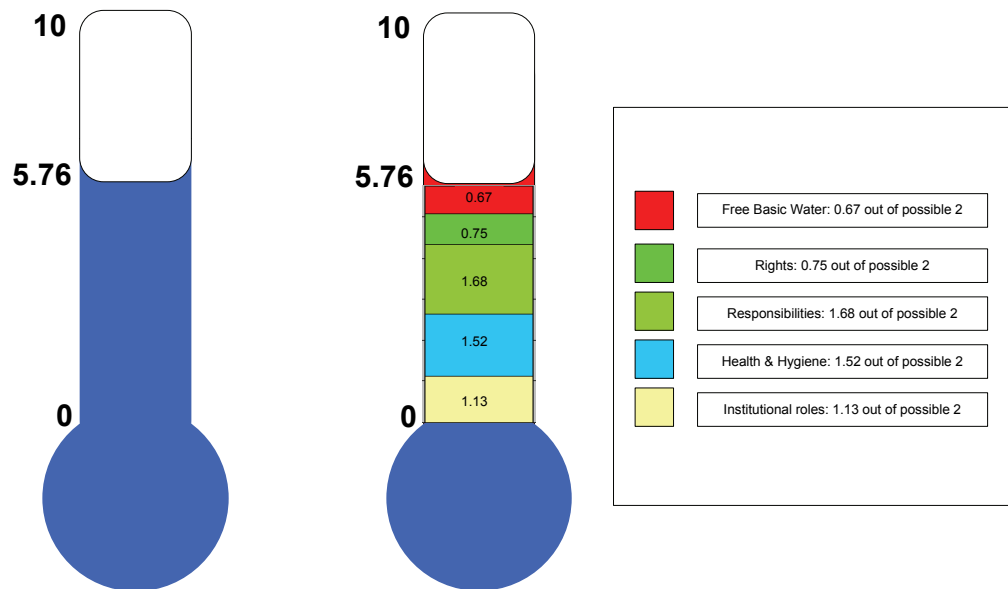 10
5.76
0
10
5.76
0.67
0.75
1.68
1.52
1.13
0
Free Basic Water: 0.67 out of possible 2
Rights: 0.75 out of possible 2
Responsibilities: 1.68 out of possible 2
Health & Hygiene: 1.52 out of possible 2
Institutional roles: 1.13 out of possible 2